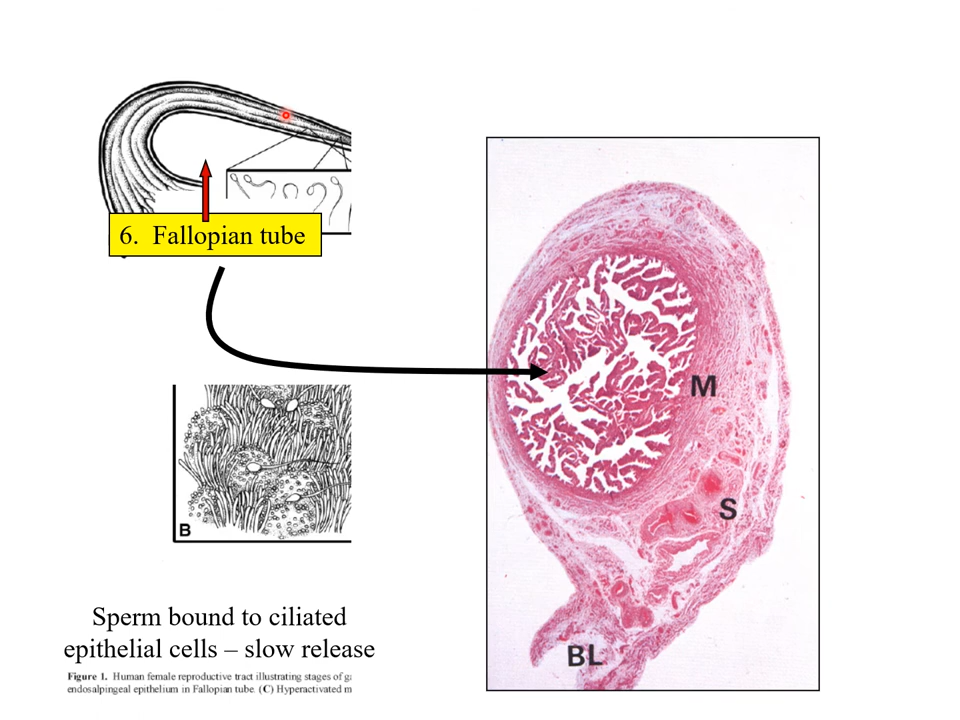 6. Fallopian tube
M
S
B
Sperm bound to ciliated
epithelial cells – slow release
BL
Figure 1. Human female reproductive tract illustrating stages of
endosalpingeal epithelium in Fallopian tube. (C) Hyperactivated